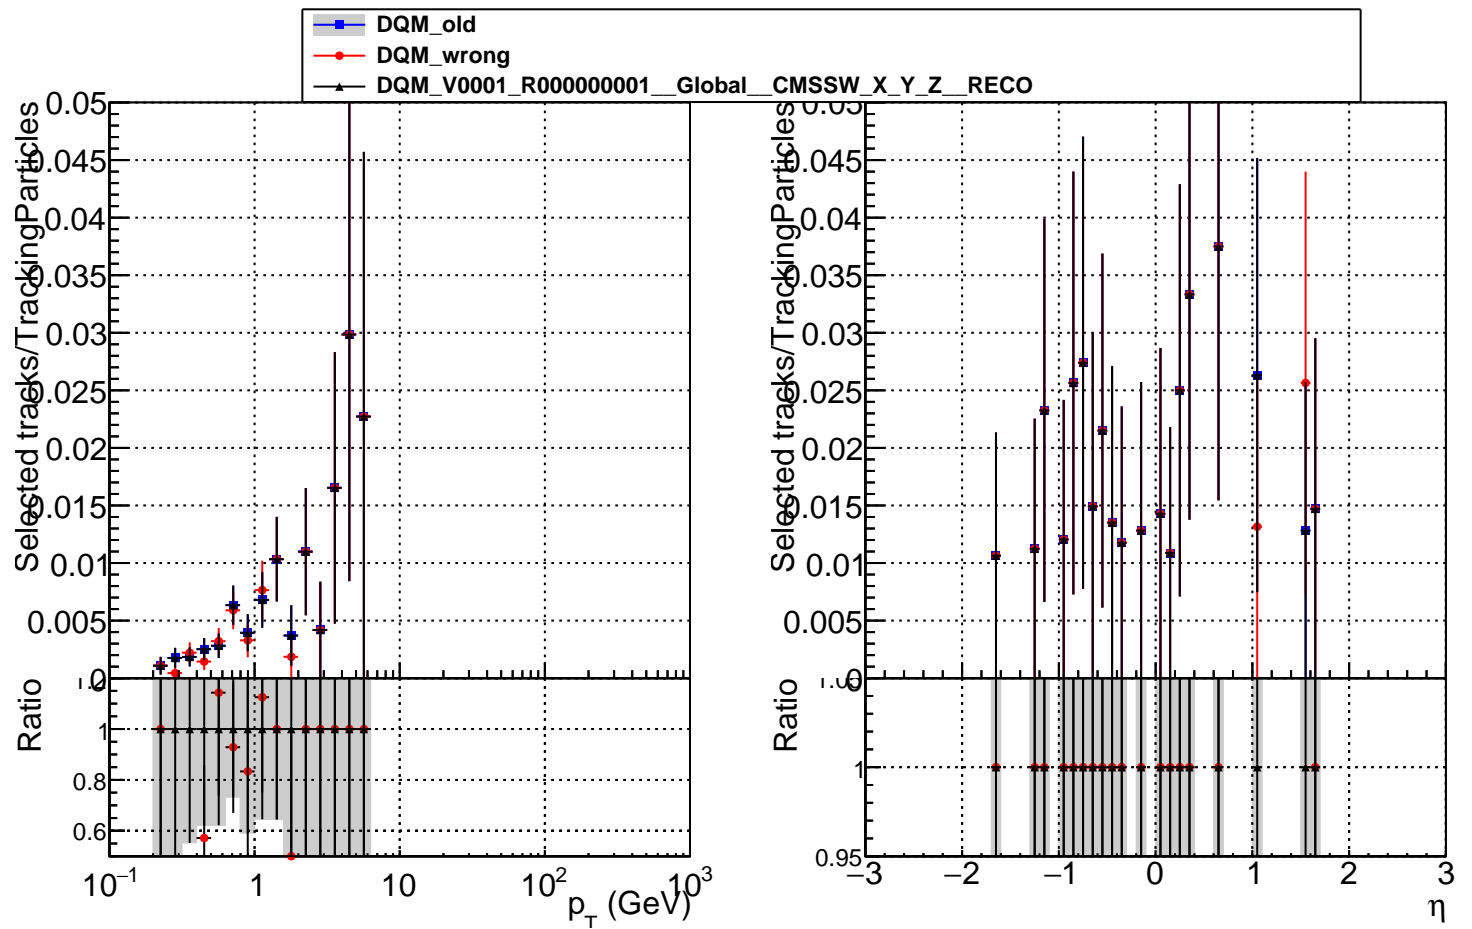 DQM_old
DQM_wrong
DQM_V0001_R000000001__Global__CMSSW_X_Y_Z__RECO
Selected tracks/TrackingParticles
0.05
0.045
0.04
0.035
0.03
0.025
0.02
0.015
0.01
0.005
0
Ratio
1
0.8
0.6
10⁻¹ 1 10 10² 10³
p_T (GeV)
Selected tracks/TrackingParticles
0.05
0.045
0.04
0.035
0.03
0.025
0.02
0.015
0.01
0.005
0
Ratio
1
0.95
−3 −2 −1 0 1 2 3
η